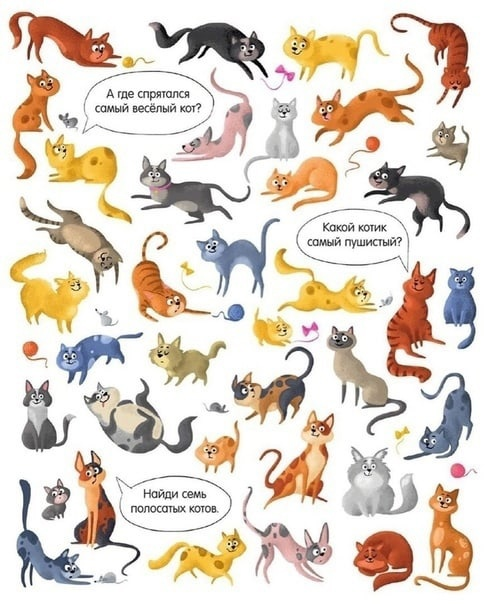 А где спрятался
самый весёлый кот?
Какой котик
самый пушистый?
Найди семь
полосатых котов.